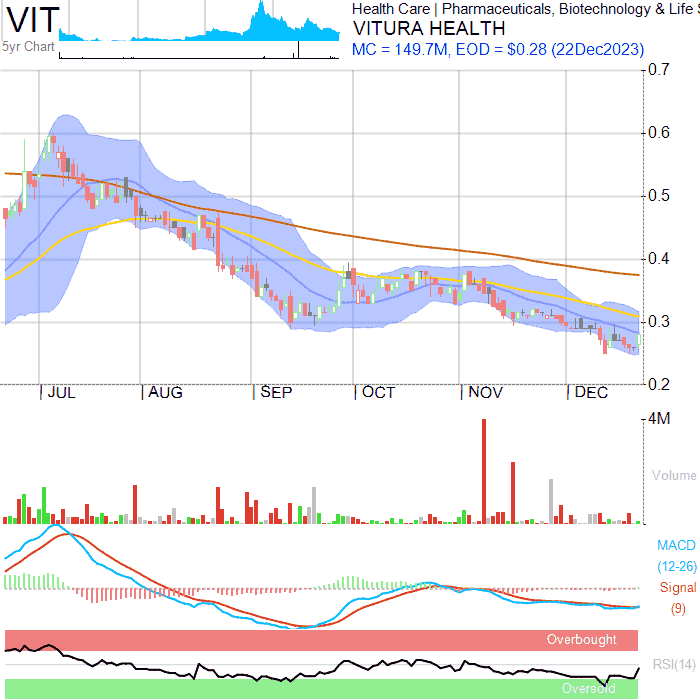 VIT
5yr Chart
Health Care | Pharmaceuticals, Biotechnology & Life S
VITURA HEALTH
MC = 149.7M, EOD = $0.28 (22Dec2023)
0.7
0.6
0.5
0.4
0.3
0.2
JUL AUG SEP OCT NOV DEC
4M
Volume
MACD
(12-26)
Signal
(9)
Overbought
RSI(14)
Oversold